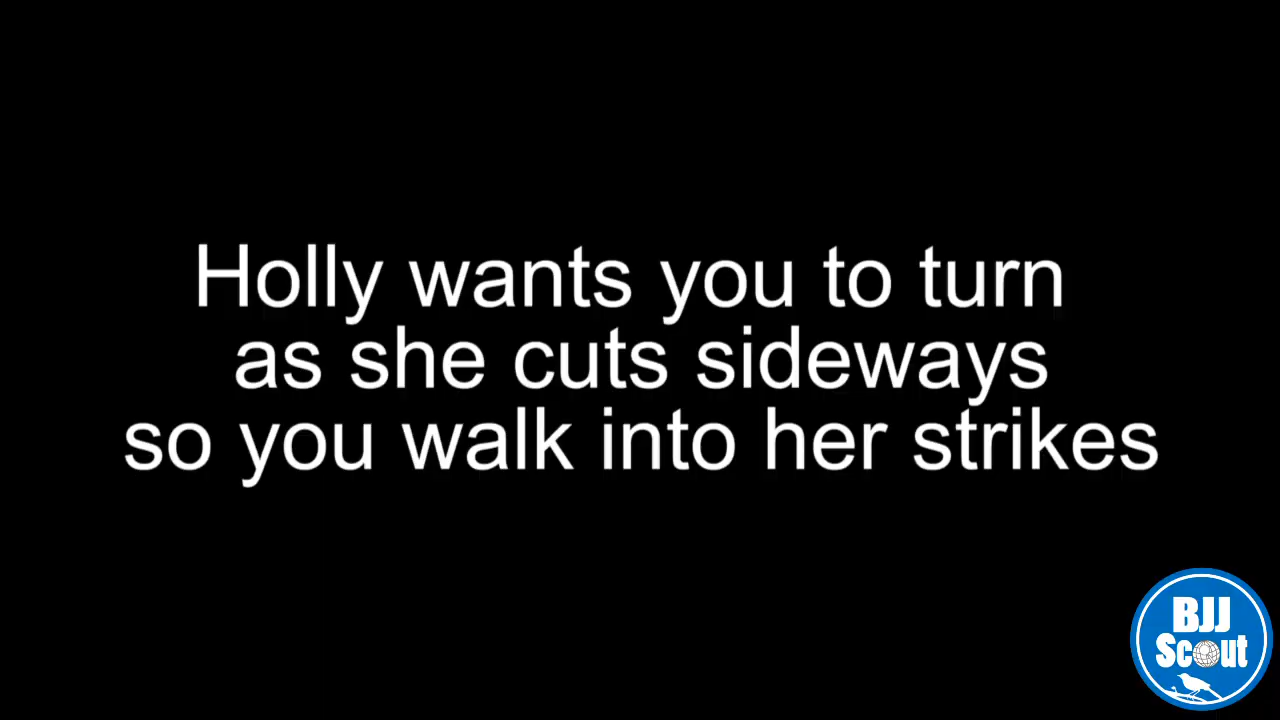 Holly wants you to turn
as she cuts sideways
so you walk into her strikes
BJJ
Scout